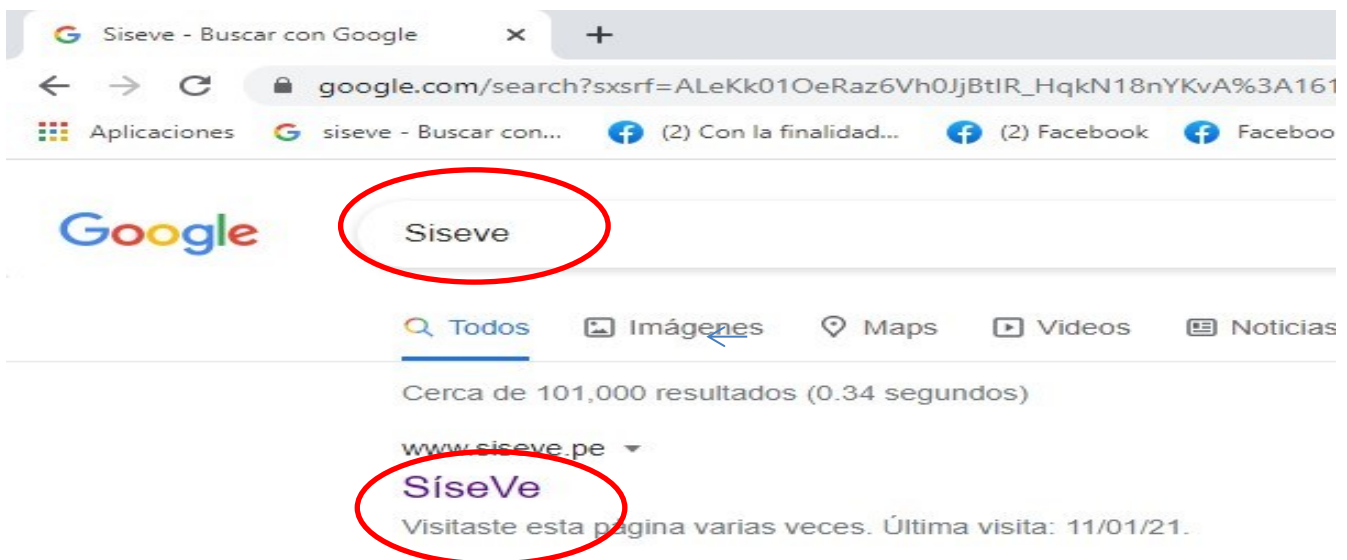 Siseve - Buscar con Google
google.com/search?sxsrf=ALeKk01OeRaz6Vh0JjBtIR_HqkN18nYKvA%3A161
Aplicaciones siseve - Buscar con... (2) Con la finalidad... (2) Facebook Faceboo
Google Siseve
Todos Imágenes Maps Videos Noticias
Cerca de 101,000 resultados (0.34 segundos)
www.siseve.pe
SíseVe
Visitaste esta página varias veces. Última visita: 11/01/21.